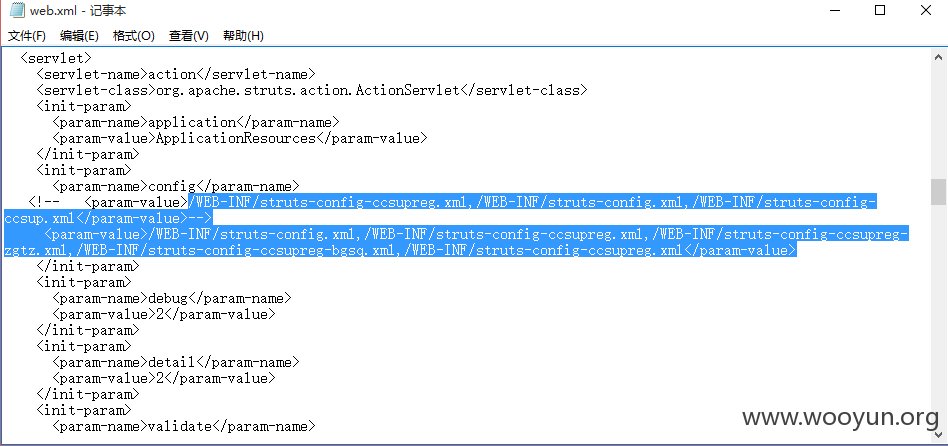 web.xml - 记事本
文件(F) 编辑(E) 格式(O) 查看(V) 帮助(H)
<servlet>
<servlet-name>action</servlet-name>
<servlet-class>org.apache.struts.action.ActionServlet</servlet-class>
<init-param>
<param-name>application</param-name>
<param-value>ApplicationResources</param-value>
</init-param>
<init-param>
<param-name>config</param-name>
<!-- <param-value>/WEB-INF/struts-config-ccsupreg.xml,/WEB-INF/struts-config.xml,/WEB-INF/struts-config-
ccsup.xml</param-value>-->
<param-value>/WEB-INF/struts-config.xml,/WEB-INF/struts-config-ccsupreg.xml,/WEB-INF/struts-config-ccsupreg-
zgtz.xml,/WEB-INF/struts-config-ccsupreg-bgsq.xml,/WEB-INF/struts-config-ccsupreg.xml</param-value>
</init-param>
<init-param>
<param-name>debug</param-name>
<param-value>2</param-value>
</init-param>
<init-param>
<param-name>detail</param-name>
<param-value>2</param-value>
</init-param>
<init-param>
<param-name>validate</param-name>
www.wooyun.org